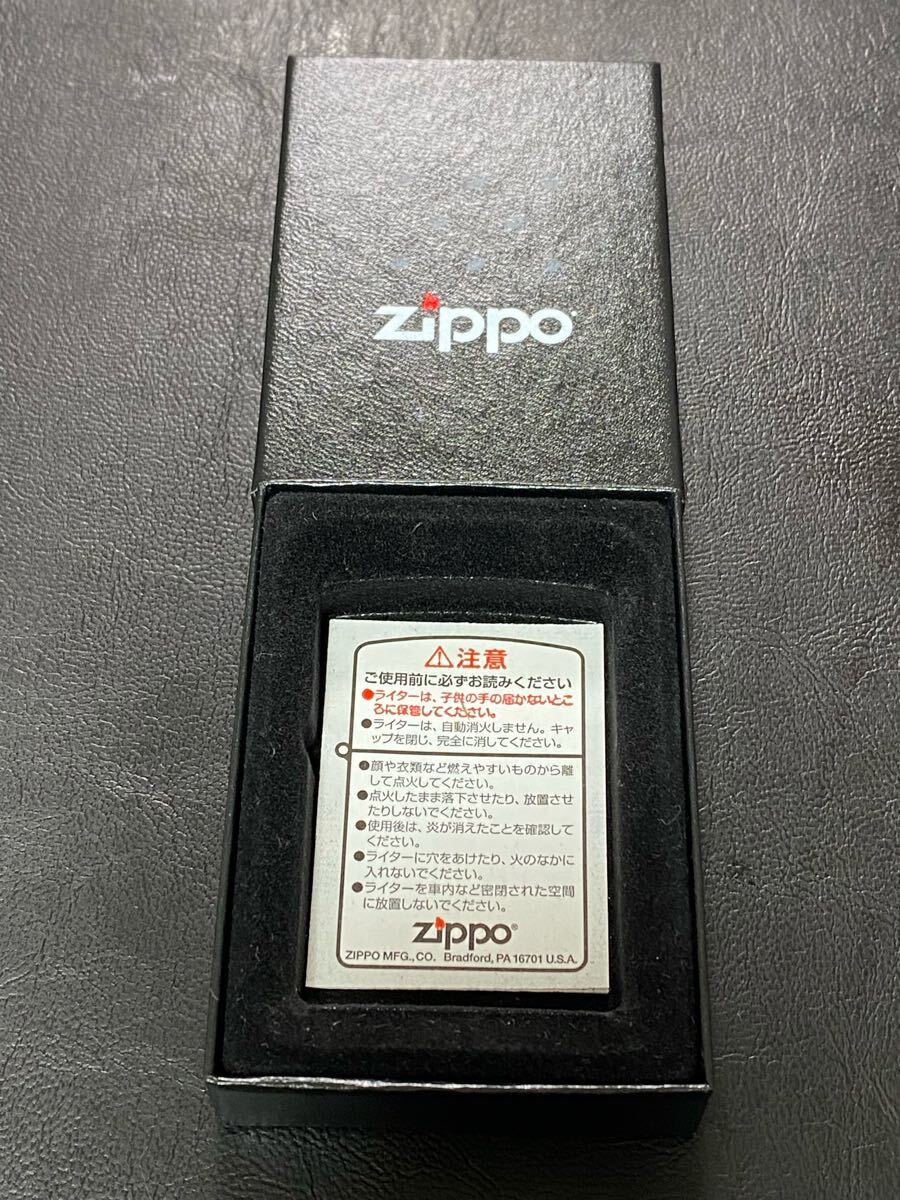 zippo
⚠注意
ご使用前に必ずお読みください
●ライターは、子供の手の届かないとこ
ろに保管してください。
●ライターは、自動消火しません。キャ
ップを閉じ、完全に消してください。
●顔や衣類など燃えやすいものから離
して点火してください。
●点火したまま落下させたり、放置させ
たりしないでください。
●使用後は、炎が消えたことを確認して
ください。
●ライターに穴をあけたり、火のなかに
入れないでください。
●ライターを車内など密閉された空間
に放置しないでください。
zippo®
ZIPPO MFG.,CO. Bradford, PA 16701 U.S.A.